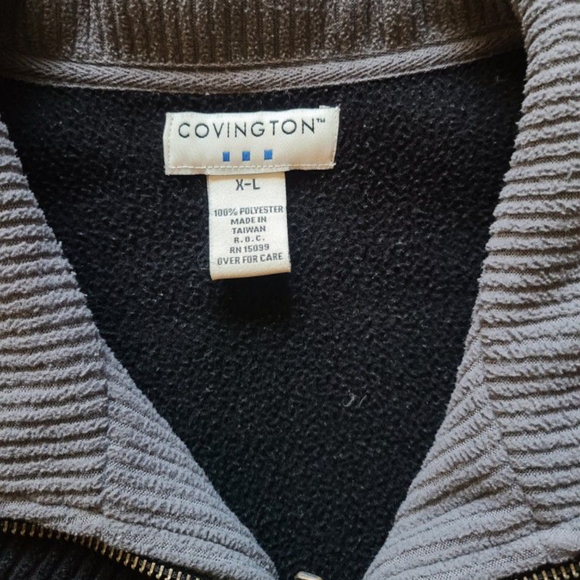 COVINGTON™
X-L
100% POLYESTER
MADE IN
TAIWAN
R.O.C.
RN 15099
OVER FOR CARE